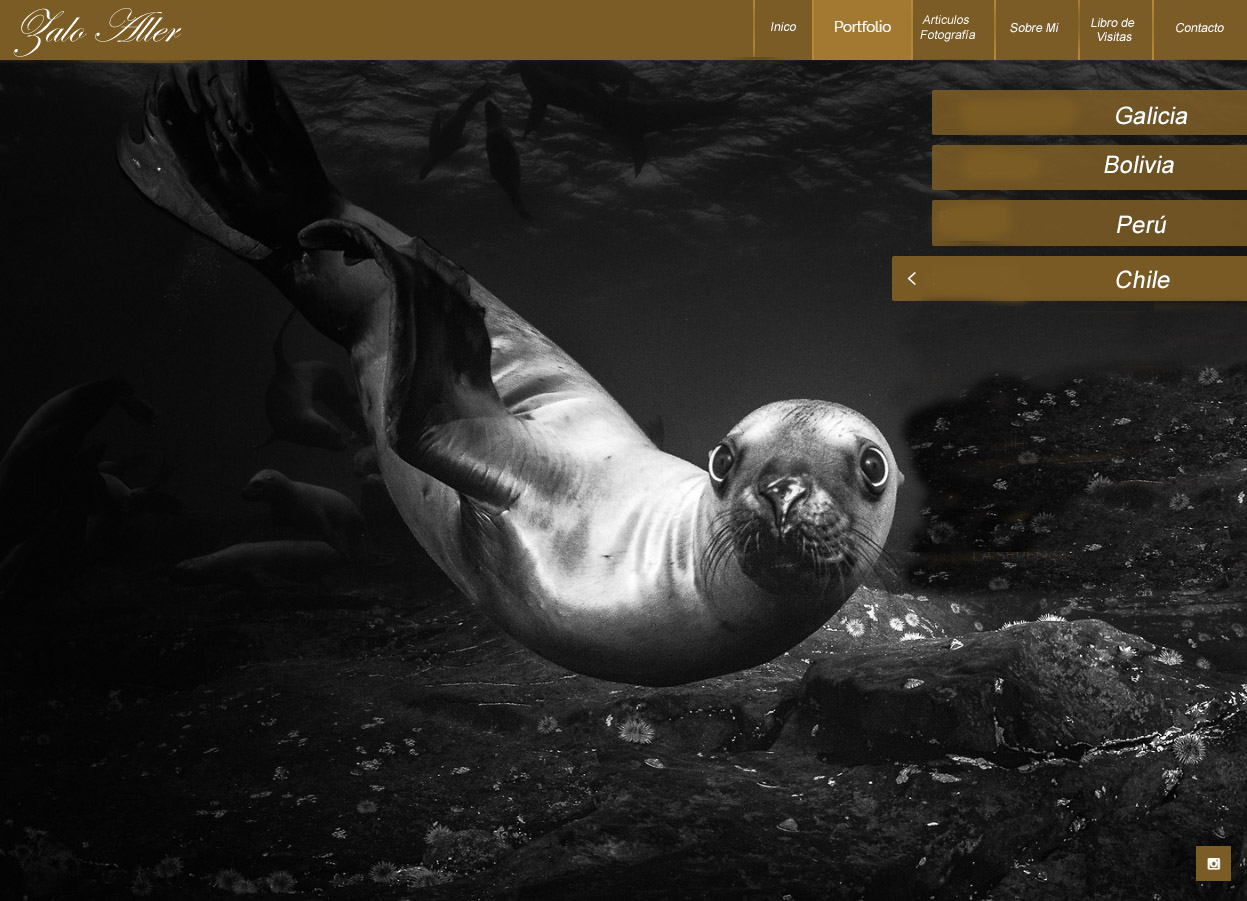 Zalo Aller
Inico
Portfolio
Articulos
Fotografía
Sobre Mi
Libro de
Visitas
Contacto
Galicia
Bolivia
Perú
Chile